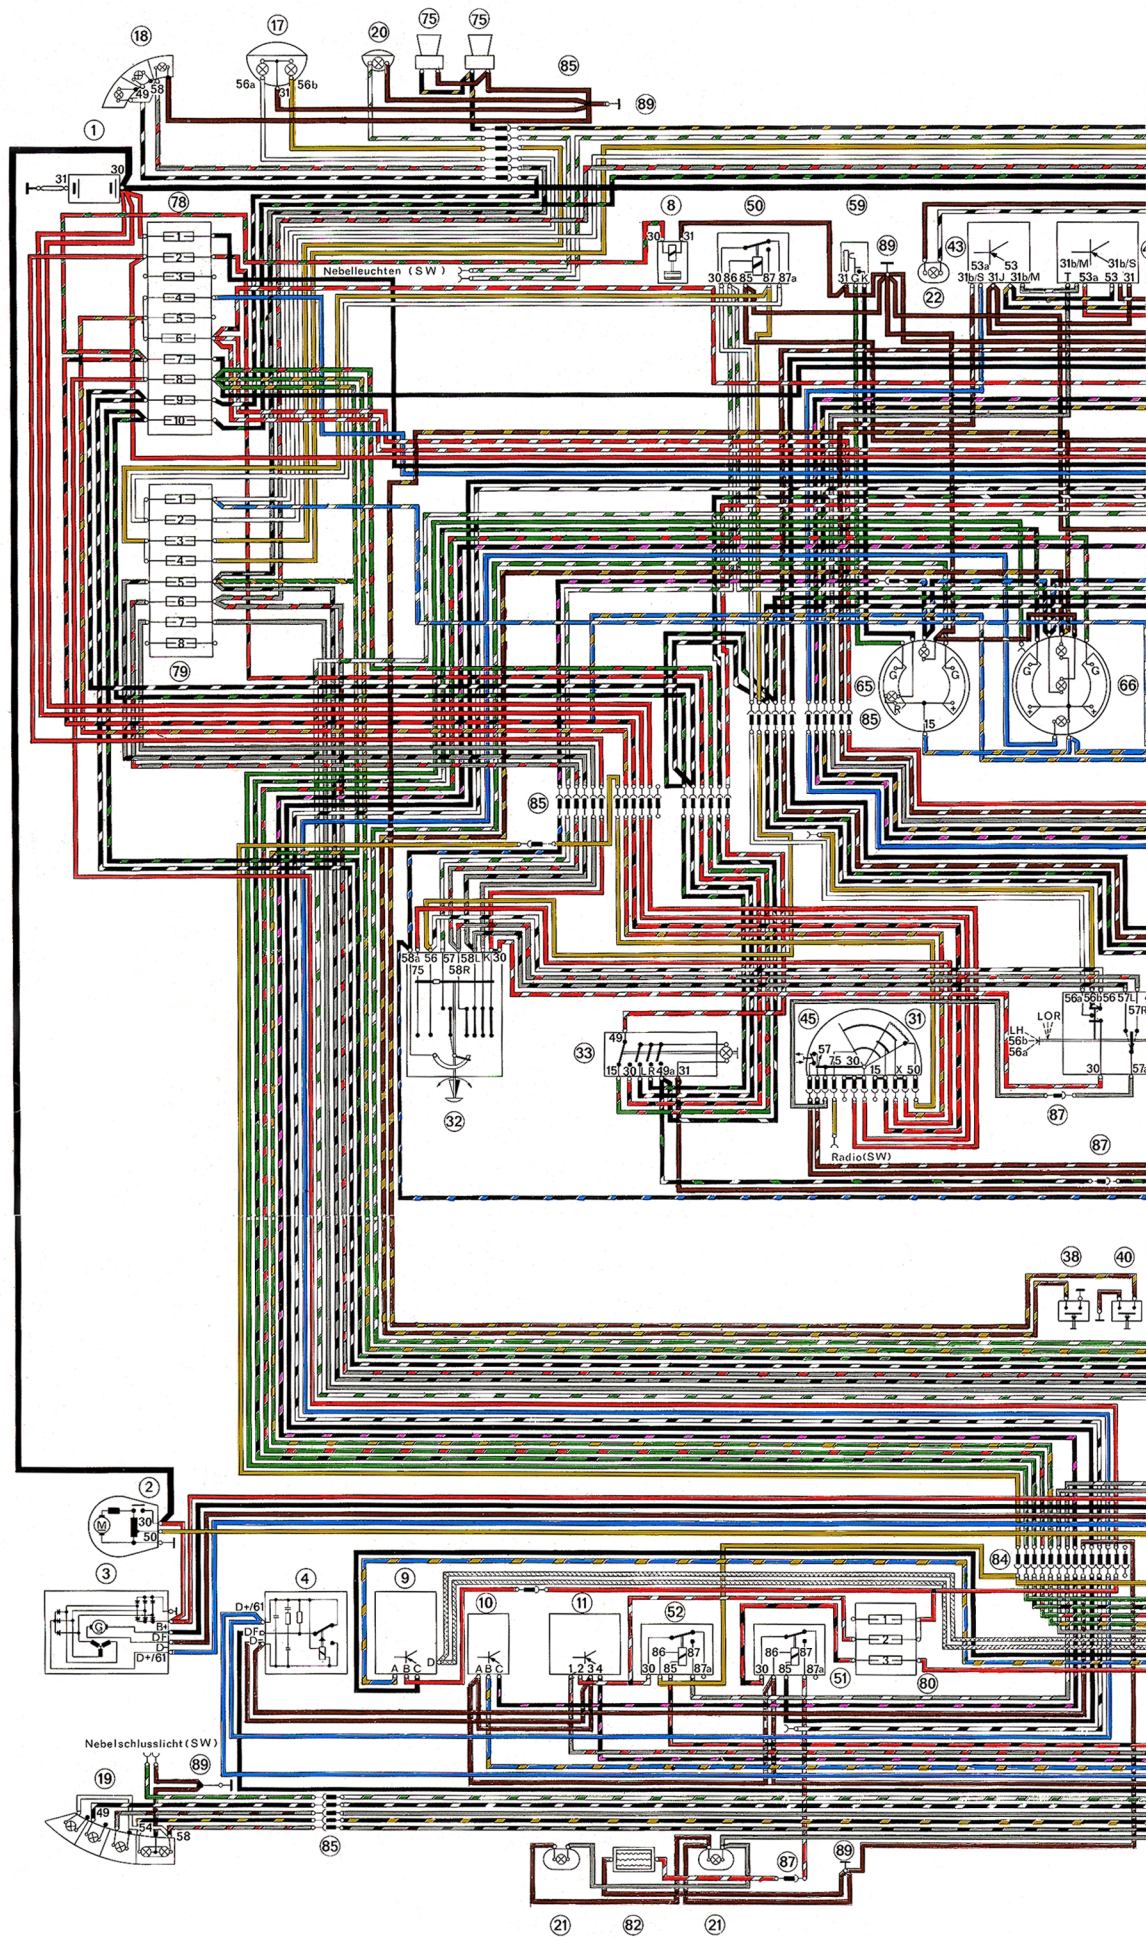 18
17
20
75
75
49
58
56a
31
56b
85
89
1
31
30
78
1
2
3
4
5
6
7
8
9
10
Nebelleuchten (SW)
8
30
31
50
30
86
85
87
87a
59
31
G
K
89
22
43
53a
53
31b/S
31J
31b/M
31b/M
31b/S
T
53a
53
31
1
2
3
4
5
6
7
8
79
65
G
G
R
15
66
G
G
85
85
58a
56
57
58L
K
30
75
58R
32
33
49
15
30
L
R
49a
31
45
31
57
75
30
15
X
50
Radio(SW)
56a
56b
56
57L
57R
LOR
LH
56b
56a
30
57a
87
87
38
40
2
M
30
50
3
G
B+
DF
D-
D+/61
4
D+/61
DF
D-
9
A
B
C
D
10
A
B
C
11
1
2
3
4
52
86
87
30
85
87a
86
87
30
85
87a
51
1
2
3
80
84
Nebelschlusslicht(SW)
89
19
49
54
58
85
21
82
21
87
89